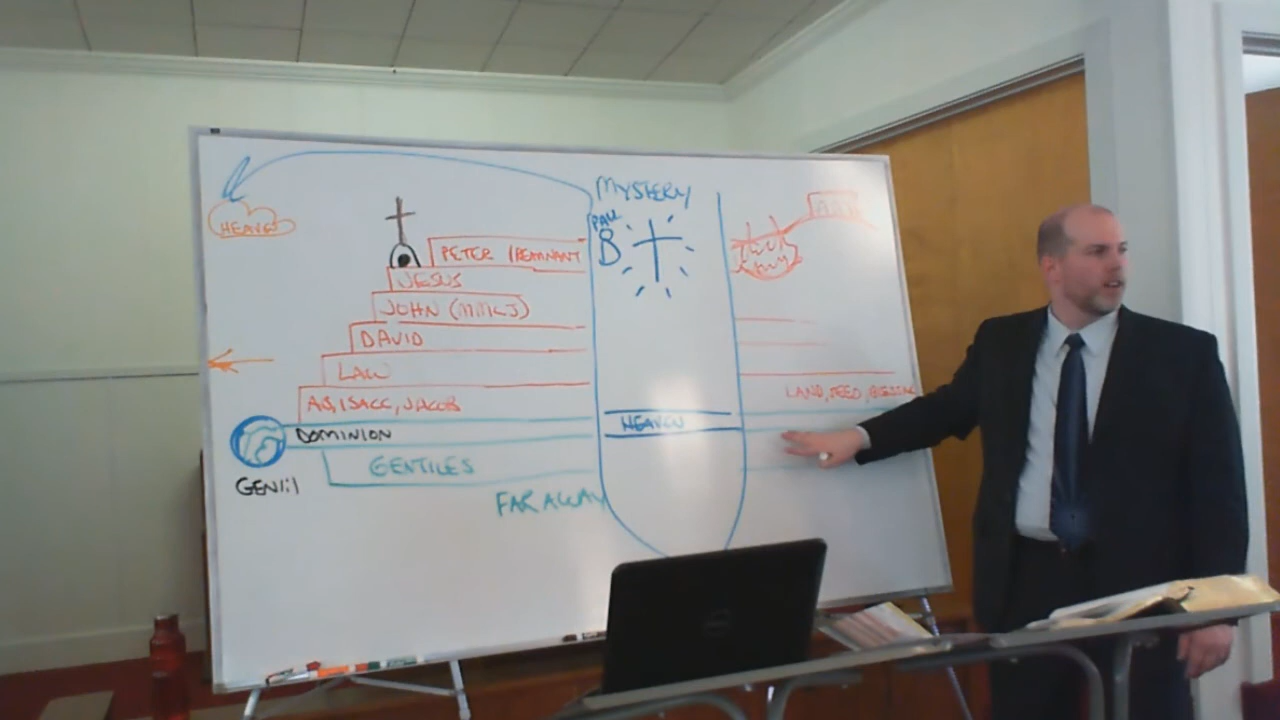 MYSTERY
HEAVEN
PAUL
PETER (REMNANT
JESUS
JOHN (MMLJ)
DAVID
LAW
LAND, SEED, BLESSING
AB, ISACC, JACOB
HEAVEN
DOMINION
GENTILES
GEN 1:1
FAR AWAY